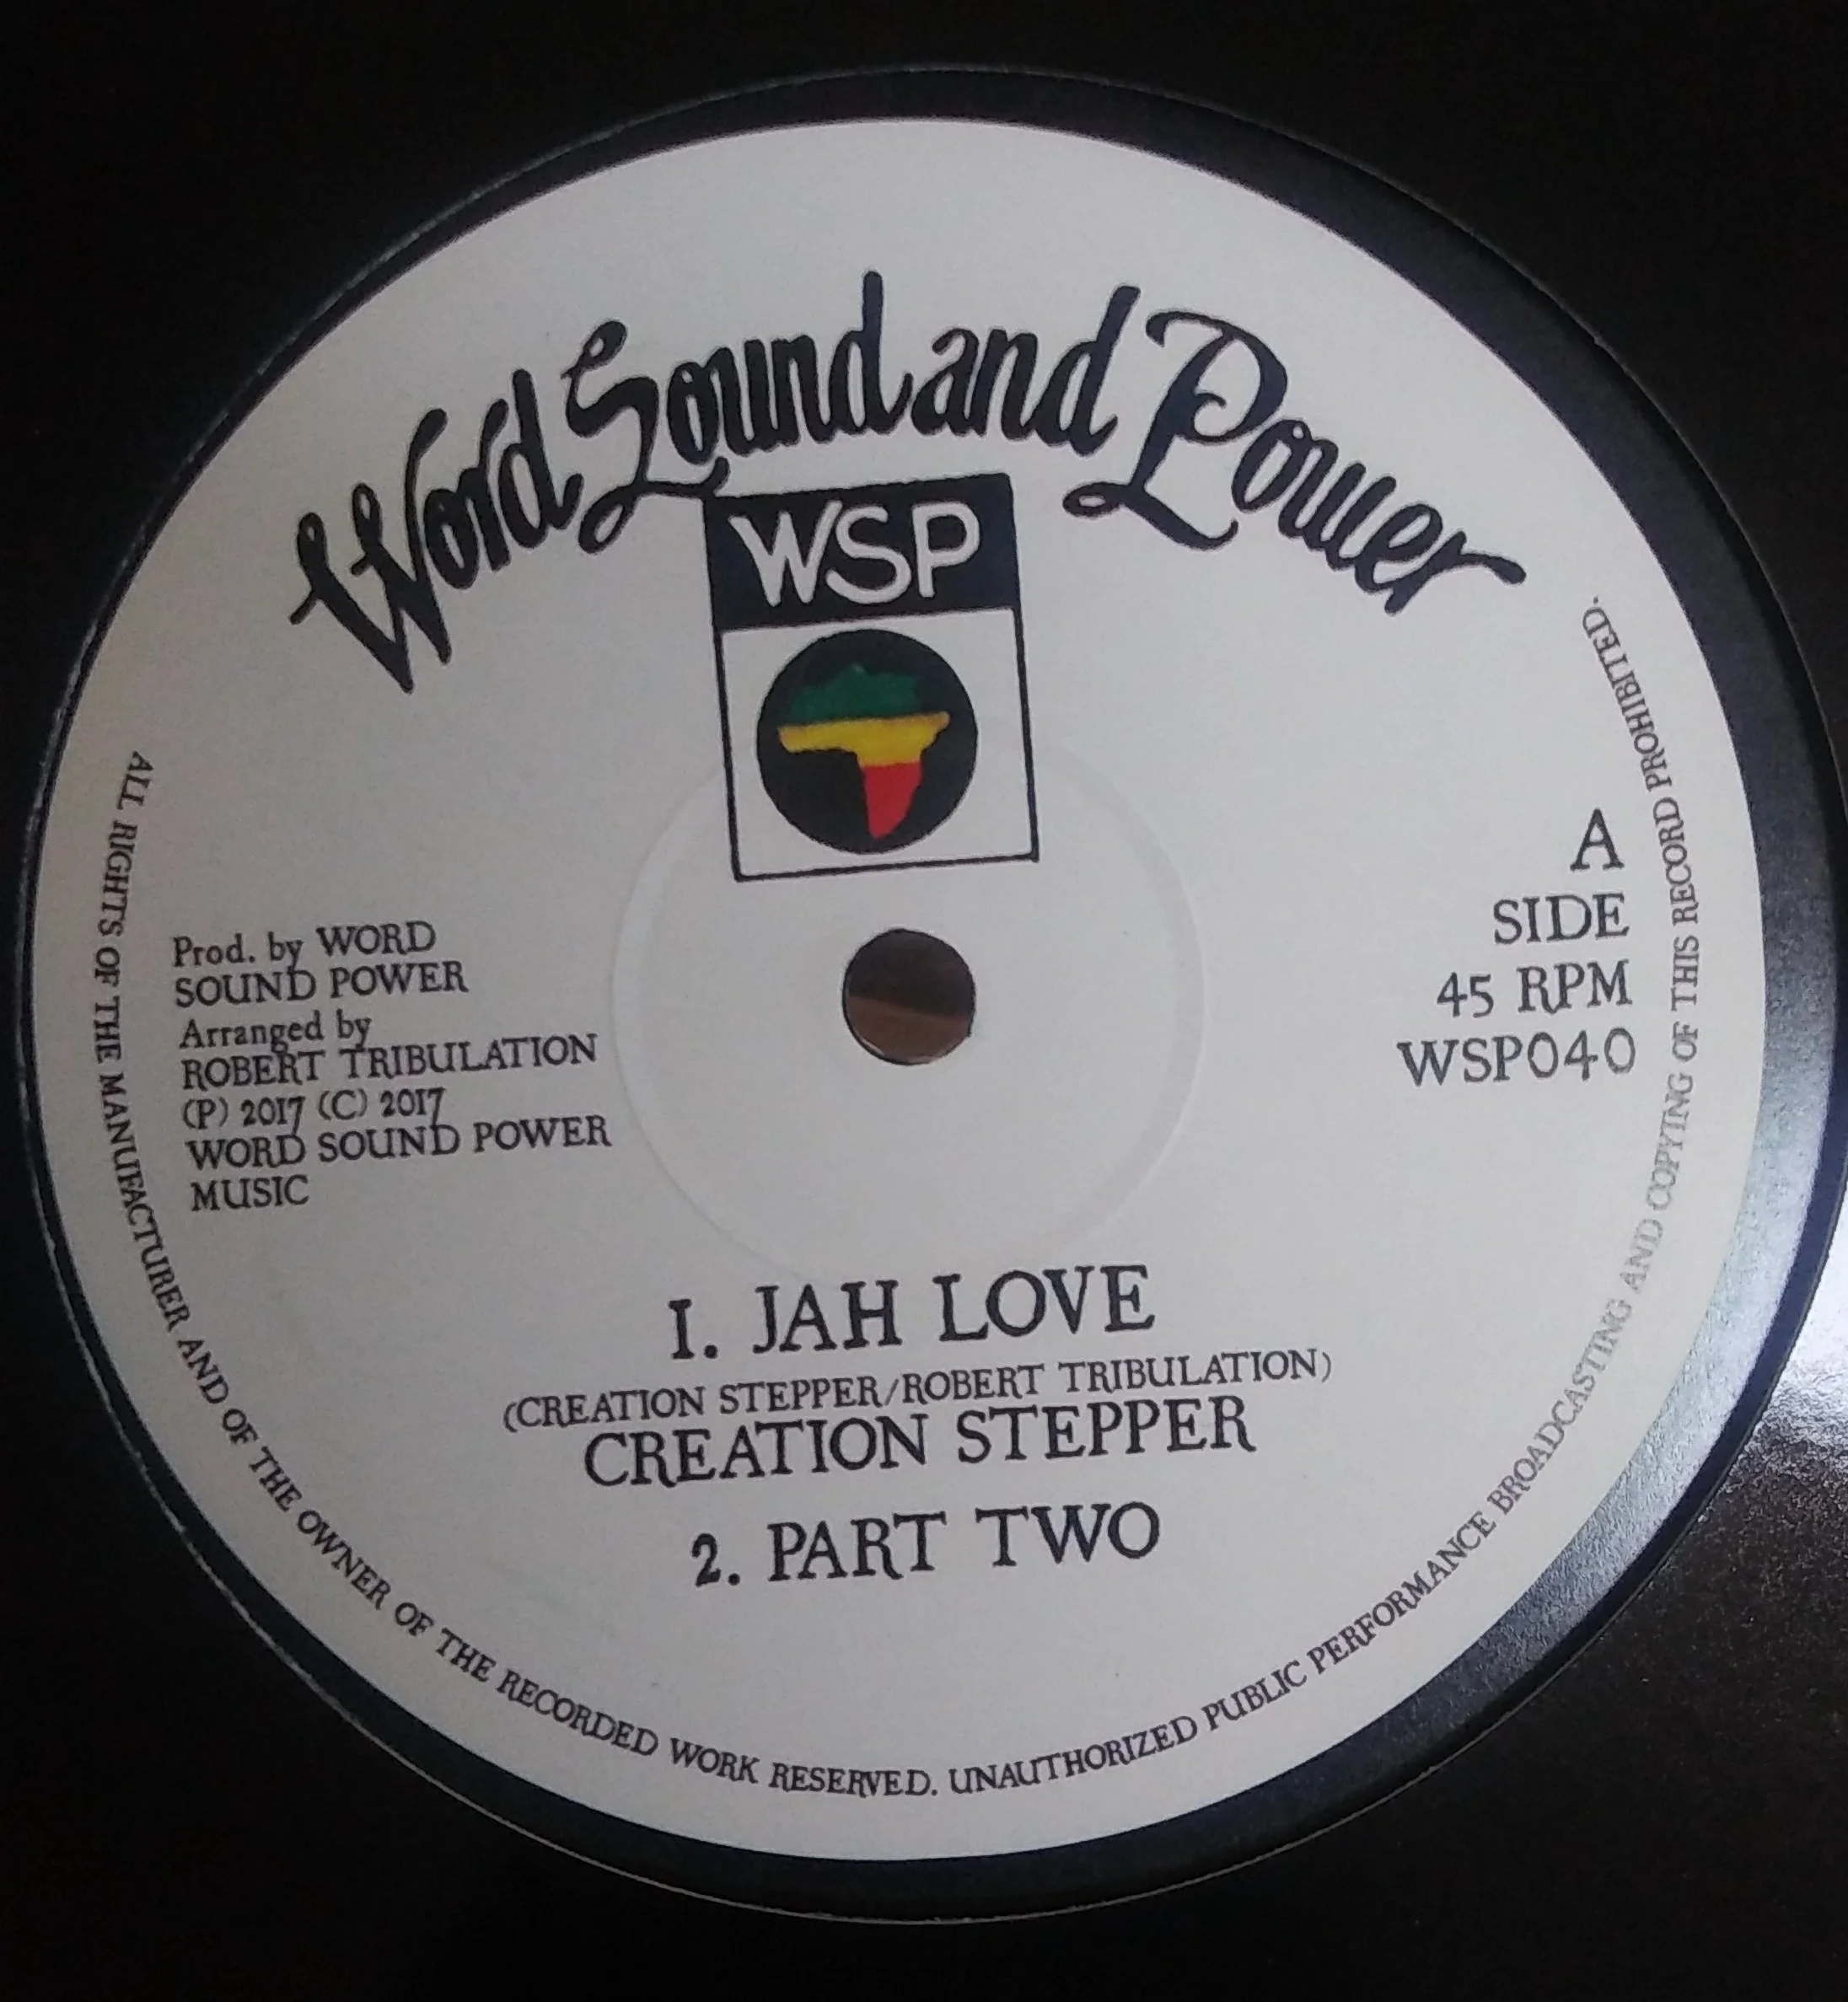 Word Sound and Power
WSP
Prod. by WORD
SOUND POWER
Arranged by
ROBERT TRIBULATION
(P) 2017 (C) 2017
WORD SOUND POWER
MUSIC
A
SIDE
45 RPM
WSP040
1. JAH LOVE
(CREATION STEPPER/ROBERT TRIBULATION)
CREATION STEPPER
2. PART TWO
ALL RIGHTS OF THE MANUFACTURER AND OF THE OWNER OF THE RECORDED WORK RESERVED. UNAUTHORIZED PUBLIC PERFORMANCE BROADCASTING AND COPYING OF THIS RECORD PROHIBITED.